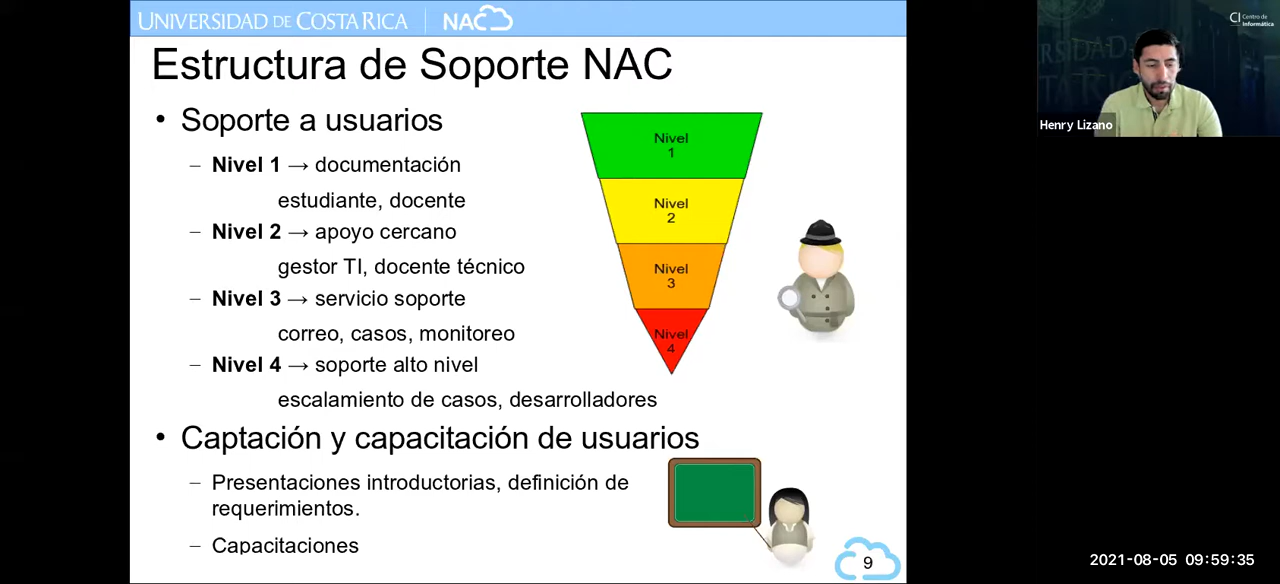 UNIVERSIDAD DE COSTA RICA NAC
Estructura de Soporte NAC
• Soporte a usuarios
– Nivel 1 → documentación
estudiante, docente
– Nivel 2 → apoyo cercano
gestor TI, docente técnico
– Nivel 3 → servicio soporte
correo, casos, monitoreo
– Nivel 4 → soporte alto nivel
escalamiento de casos, desarrolladores
• Captación y capacitación de usuarios
– Presentaciones introductorias, definición de
requerimientos.
– Capacitaciones
Nivel
1
Nivel
2
Nivel
3
Nivel
4
9
CI Centro de
Informática
Henry Lizano
2021-08-05 09:59:35